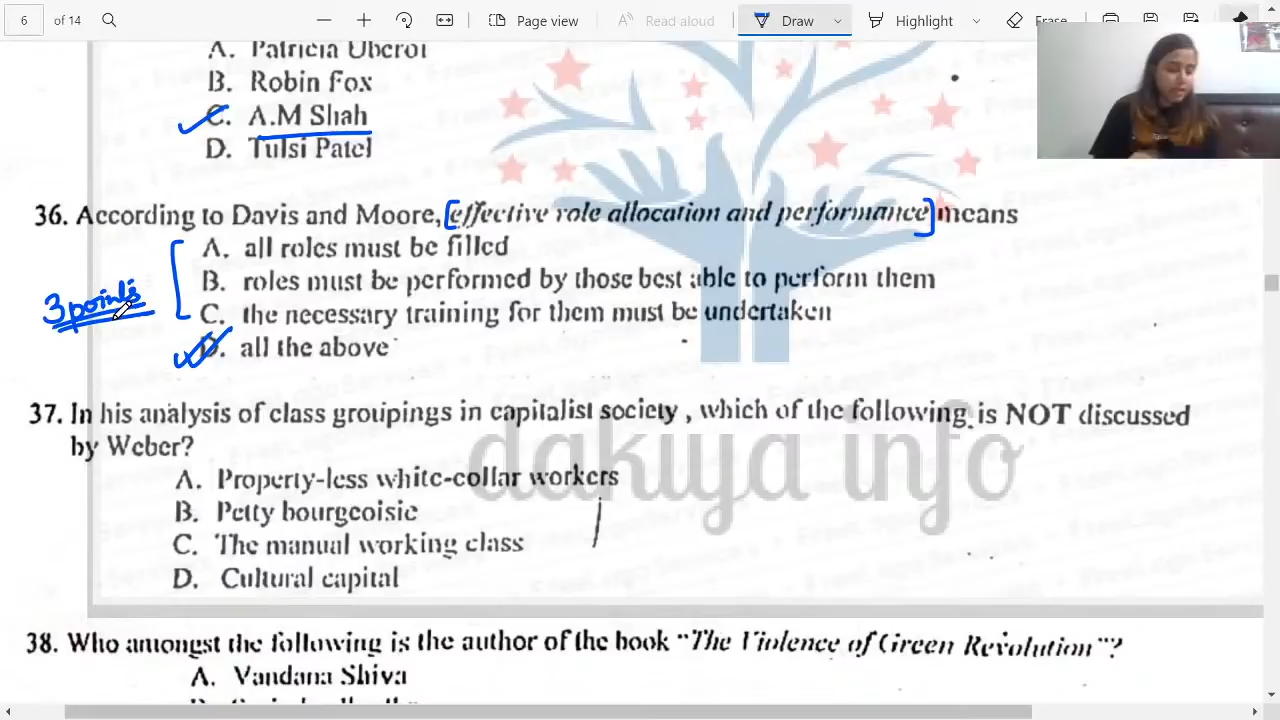 6 of 14 Page view Read aloud Draw Highlight Erase
A. Patricia Uberoi
B. Robin Fox
C. A.M Shah
D. Tulsi Patel
36. According to Davis and Moore, effective role allocation and performance means
A. all roles must be filled
B. roles must be performed by those best able to perform them
3 points
C. the necessary training for them must be undertaken
D. all the above
37. In his analysis of class groupings in capitalist society , which of the following is NOT discussed
by Weber?
dakiya info
A. Property-less white-collar workers
B. Petty bourgeoisie
C. The manual working class
D. Cultural capital
38. Who amongst the following is the author of the book "The Violence of Green Revolution"?
A. Vandana Shiva